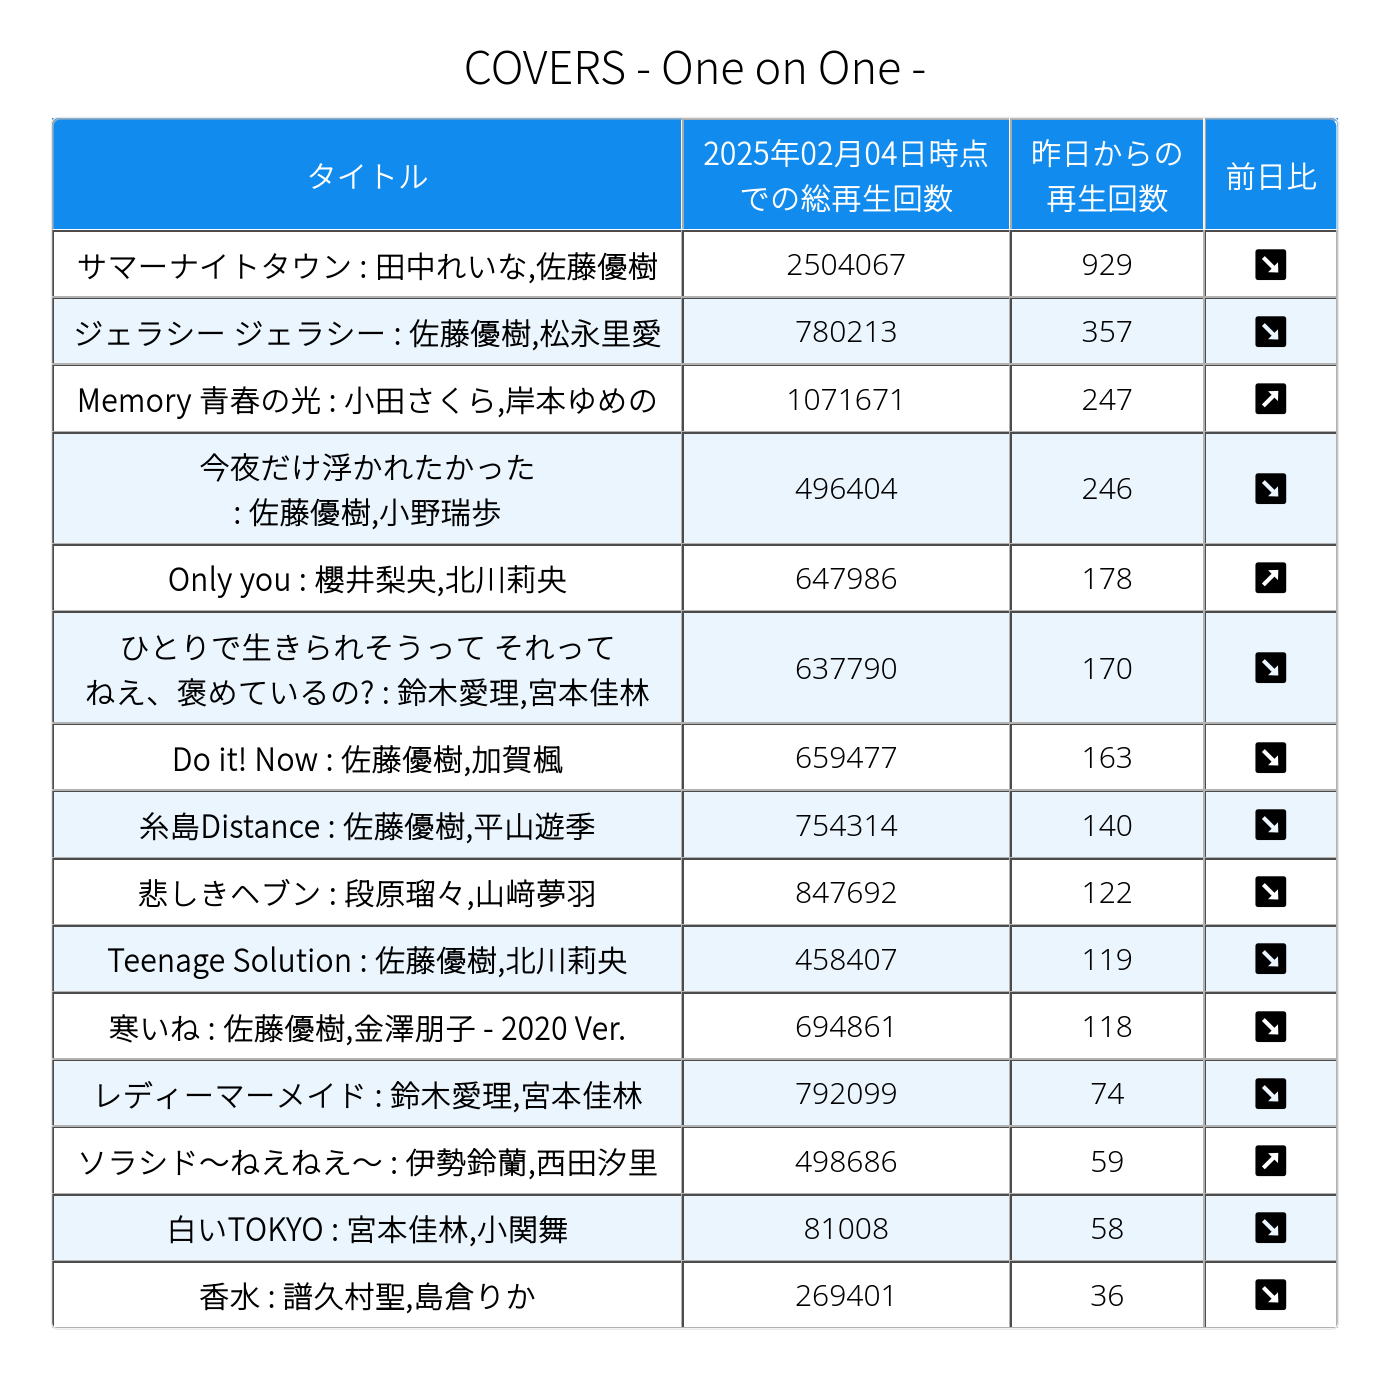 COVERS - One on One -
タイトル
2025年02月04日時点
での総再生回数
昨日からの
再生回数
前日比
サマーナイトタウン : 田中れいな,佐藤優樹 2504067 929 ↘
ジェラシー ジェラシー : 佐藤優樹,松永里愛 780213 357 ↘
Memory 青春の光 : 小田さくら,岸本ゆめの 1071671 247 ↗
今夜だけ浮かれたかった
: 佐藤優樹,小野瑞歩 496404 246 ↘
Only you : 櫻井梨央,北川莉央 647986 178 ↗
ひとりで生きられそうって それって
ねえ、褒めているの? : 鈴木愛理,宮本佳林 637790 170 ↘
Do it! Now : 佐藤優樹,加賀楓 659477 163 ↘
糸島Distance : 佐藤優樹,平山遊季 754314 140 ↘
悲しきヘブン : 段原瑠々,山﨑夢羽 847692 122 ↘
Teenage Solution : 佐藤優樹,北川莉央 458407 119 ↘
寒いね : 佐藤優樹,金澤朋子 - 2020 Ver. 694861 118 ↘
レディーマーメイド : 鈴木愛理,宮本佳林 792099 74 ↘
ソラシド～ねえねえ～ : 伊勢鈴蘭,西田汐里 498686 59 ↗
白いTOKYO : 宮本佳林,小関舞 81008 58 ↘
香水 : 譜久村聖,島倉りか 269401 36 ↘